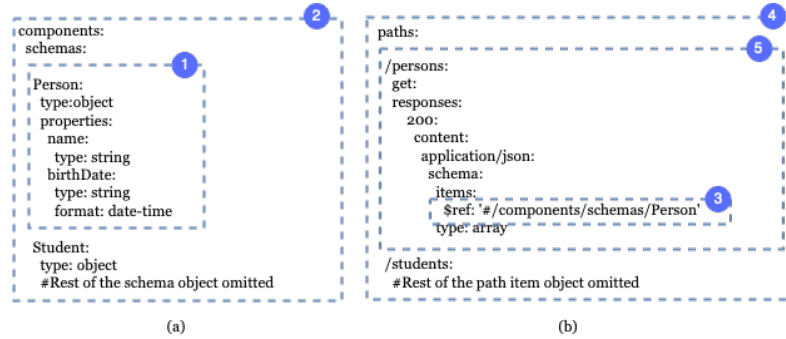 2
components:
schemas:
1
Person:
type:object
properties:
name:
type: string
birthDate:
type: string
format: date-time
Student:
type: object
#Rest of the schema object omitted
(a)
4
paths:
5
/persons:
get:
responses:
200:
content:
application/json:
schema:
items:
3
$ref: '#/components/schemas/Person'
type: array
/students:
#Rest of the path item object omitted
(b)